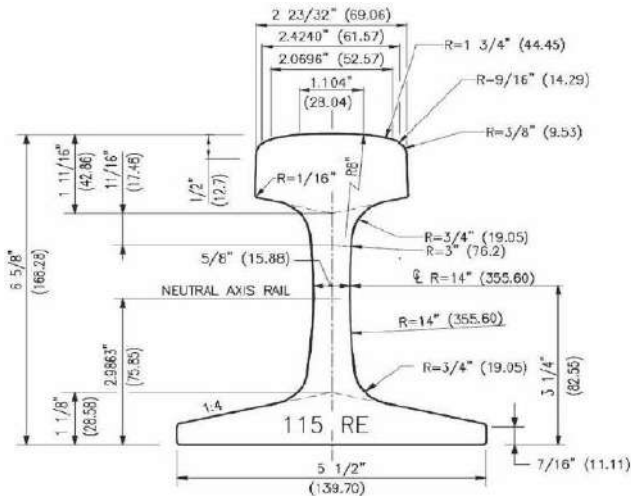 2 23/32" (69.06)
2.4240" (61.57)
2.0696" (52.57)
1.104"
(28.04)
R=1 3/4" (44.45)
R-9/16" (14.29)
R=3/8" (9.53)
1 11/16"
(42.86)
11/16"
(17.46)
1/2"
(12.7)
R=1/16"
R8"
6 5/8"
(168.28)
R=3/4" (19.05)
R=3" (76.2)
5/8" (15.88)
℄ R=14" (355.60)
NEUTRAL AXIS RAIL
R=14" (355.60)
2.9863"
(75.85)
R=3/4" (19.05)
3 1/4"
(82.55)
1 1/8"
(28.58)
1:4
115 RE
7/16" (11.11)
5 1/2"
(139.70)